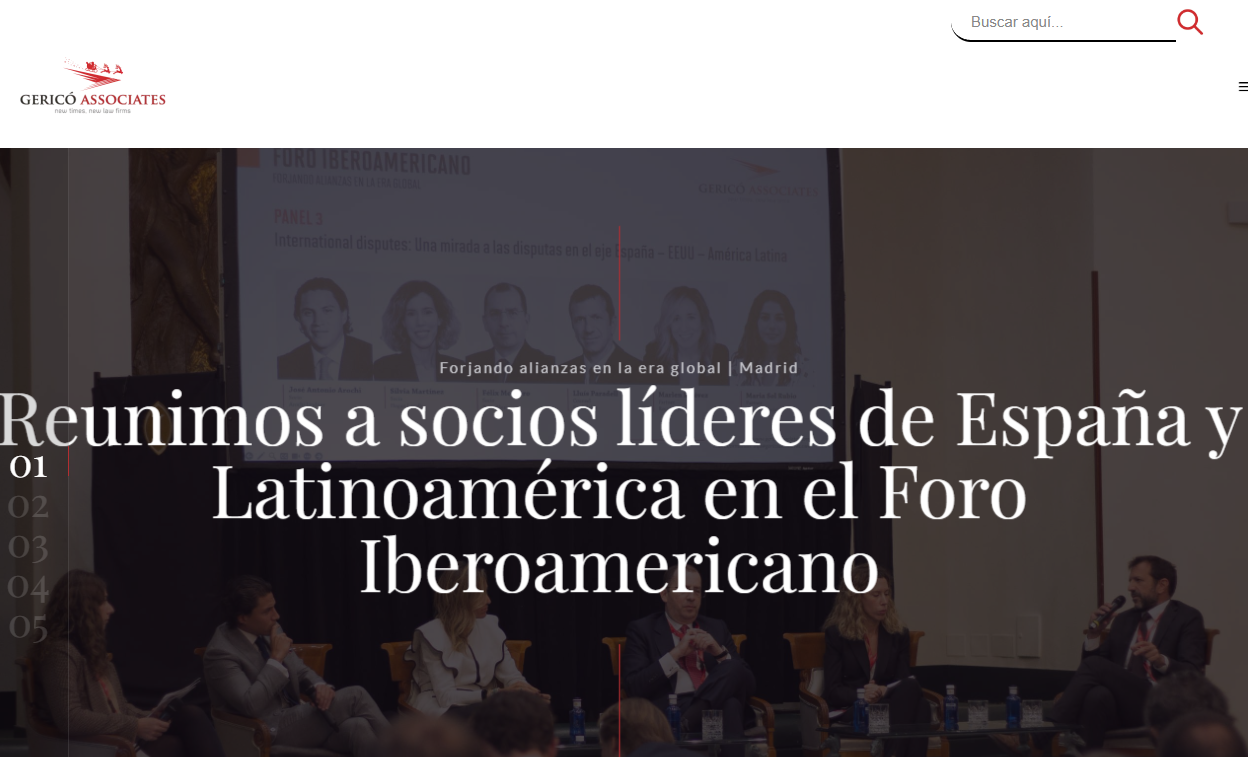 Buscar aquí...
GERICÓ ASSOCIATES
new times. new law firms
FORO IBEROAMERICANO
FORJANDO ALIANZAS EN LA ERA GLOBAL
GERICÓ ASSOCIATES
PANEL 3
International disputes: Una mirada a las disputas en el eje España – EEUU – América Latina
Forjando alianzas en la era global | Madrid
Reunimos a socios líderes de España y
Latinoamérica en el Foro
Iberoamericano
01
02
03
04
05